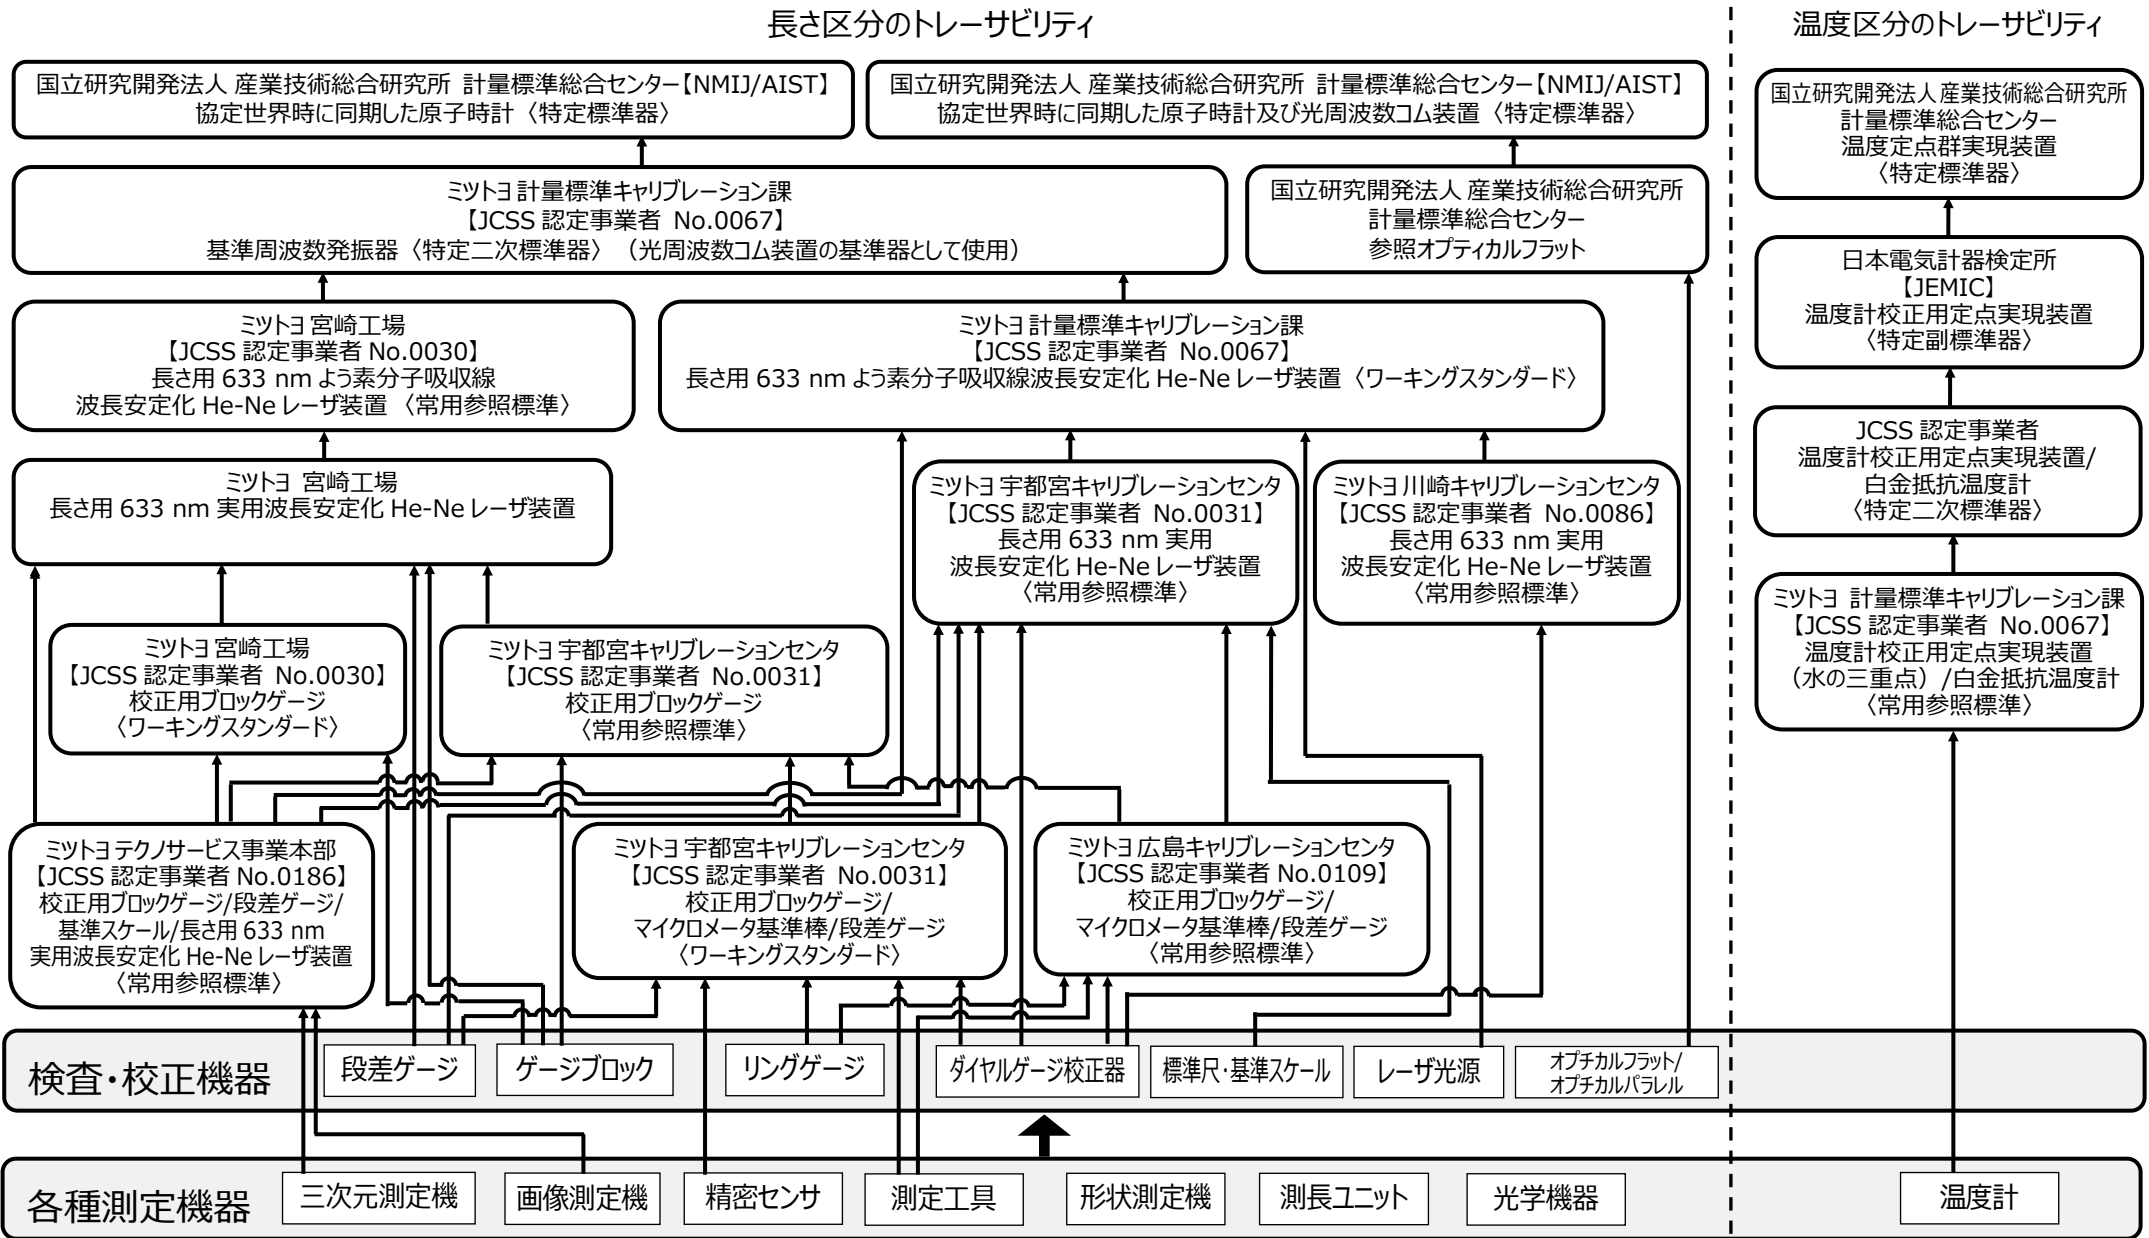 長さ区分のトレーサビリティ
温度区分のトレーサビリティ
国立研究開発法人 産業技術総合研究所 計量標準総合センター【NMIJ/AIST】
協定世界時に同期した原子時計〈特定標準器〉
国立研究開発法人 産業技術総合研究所 計量標準総合センター【NMIJ/AIST】
協定世界時に同期した原子時計及び光周波数コム装置〈特定標準器〉
国立研究開発法人 産業技術総合研究所
計量標準総合センター
温度定点群実現装置
〈特定標準器〉
ミツトヨ 計量標準キャリブレーション課
【JCSS 認定事業者 No.0067】
基準周波数発振器〈特定二次標準器〉(光周波数コム装置の基準器として使用)
国立研究開発法人 産業技術総合研究所
計量標準総合センター
参照オプティカルフラット
日本電気計器検定所
【JEMIC】
温度計校正用定点実現装置
〈特定副標準器〉
ミツトヨ 宮崎工場
【JCSS 認定事業者 No.0030】
長さ用 633 nm よう素分子吸収線
波長安定化 He-Ne レーザ装置 〈常用参照標準〉
ミツトヨ 計量標準キャリブレーション課
【JCSS 認定事業者 No.0067】
長さ用 633 nm よう素分子吸収線波長安定化 He-Ne レーザ装置〈ワーキングスタンダード〉
JCSS 認定事業者
温度計校正用定点実現装置/
白金抵抗温度計
〈特定二次標準器〉
ミツトヨ 宮崎工場
長さ用 633 nm 実用波長安定化 He-Ne レーザ装置
ミツトヨ 宇都宮キャリブレーションセンタ
【JCSS 認定事業者 No.0031】
長さ用 633 nm 実用
波長安定化 He-Ne レーザ装置
〈常用参照標準〉
ミツトヨ 川崎キャリブレーションセンタ
【JCSS 認定事業者 No.0086】
長さ用 633 nm 実用
波長安定化 He-Ne レーザ装置
〈常用参照標準〉
ミツトヨ 計量標準キャリブレーション課
【JCSS 認定事業者 No.0067】
温度計校正用定点実現装置
(水の三重点)/白金抵抗温度計
〈常用参照標準〉
ミツトヨ 宮崎工場
【JCSS 認定事業者 No.0030】
校正用ブロックゲージ
〈ワーキングスタンダード〉
ミツトヨ 宇都宮キャリブレーションセンタ
【JCSS 認定事業者 No.0031】
校正用ブロックゲージ
〈常用参照標準〉
ミツトヨ テクノサービス事業本部
【JCSS 認定事業者 No.0186】
校正用ブロックゲージ/段差ゲージ/
基準スケール/長さ用 633 nm
実用波長安定化 He-Ne レーザ装置
〈常用参照標準〉
ミツトヨ 宇都宮キャリブレーションセンタ
【JCSS 認定事業者 No.0031】
校正用ブロックゲージ/
マイクロメータ基準棒/段差ゲージ
〈ワーキングスタンダード〉
ミツトヨ 広島キャリブレーションセンタ
【JCSS 認定事業者 No.0109】
校正用ブロックゲージ/
マイクロメータ基準棒/段差ゲージ
〈常用参照標準〉
検査・校正機器
段差ゲージ
ゲージブロック
リングゲージ
ダイヤルゲージ校正器
標準尺・基準スケール
レーザ光源
オプチカルフラット/
オプチカルパラレル
各種測定機器
三次元測定機
画像測定機
精密センサ
測定工具
形状測定機
測長ユニット
光学機器
温度計